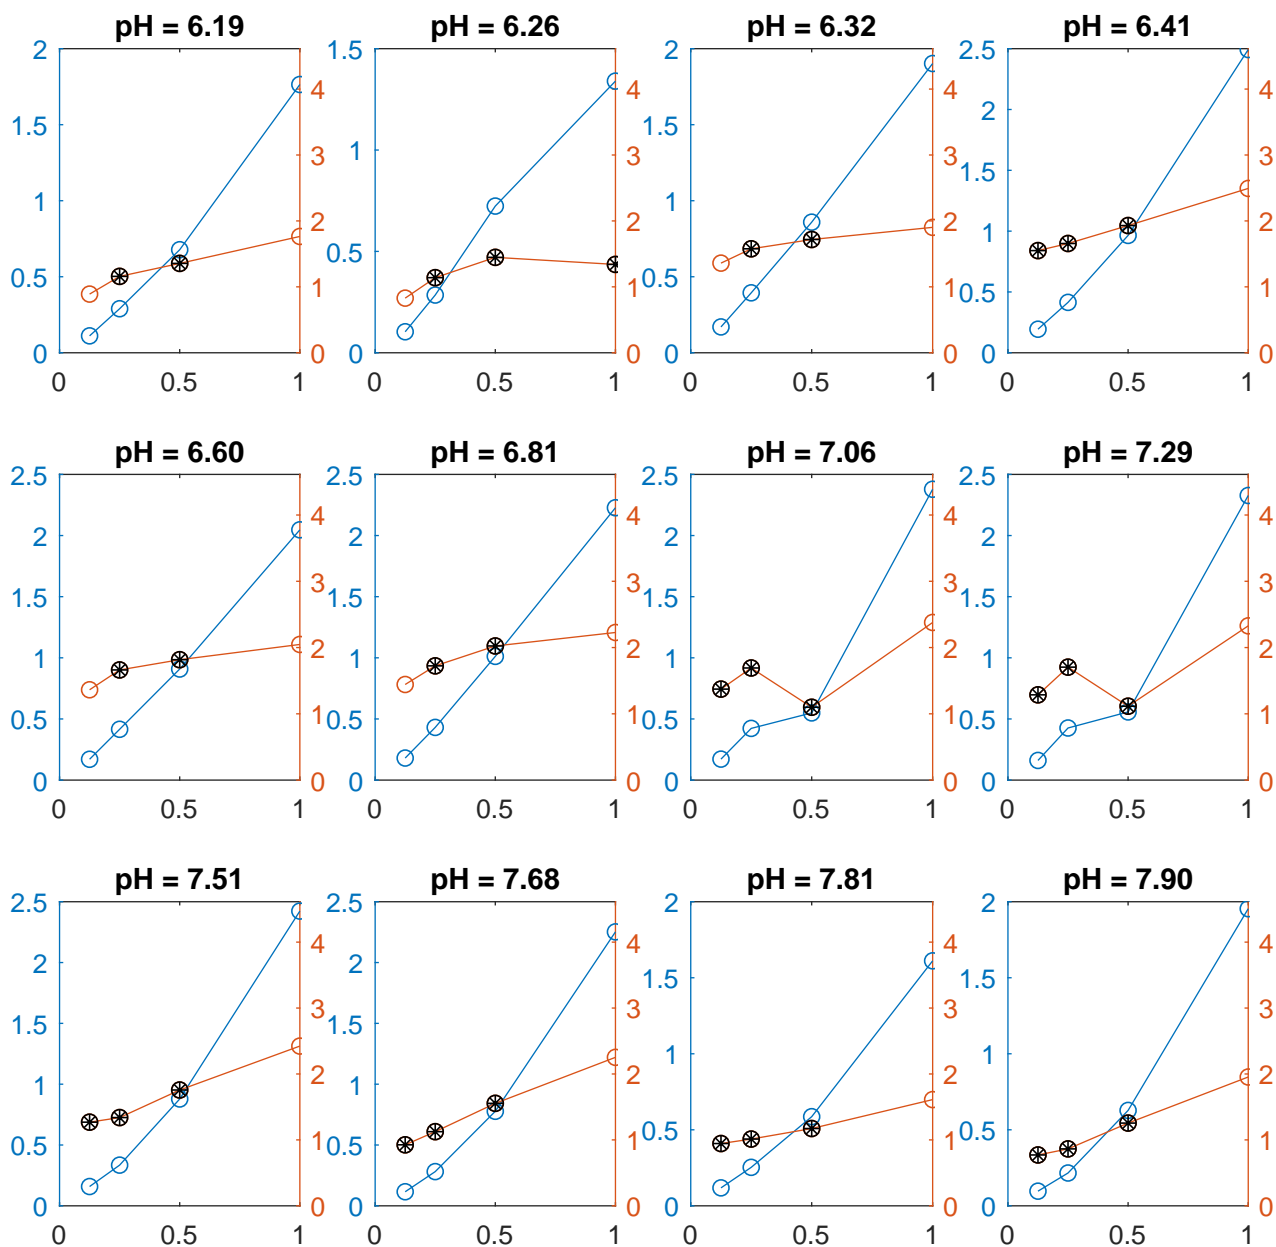 pH = 6.19 pH = 6.26 pH = 6.32 pH = 6.41
2 1.5 2 2.5
4 4 4 4
2
1.5 1.5
3 1 3 3 3
1.5
1 2 2 1 2 2
1
0.5
0.5 1 1 0.5 1 1
0.5
0 0 0 0 0 0 0 0
0 0.5 1 0 0.5 1 0 0.5 1 0 0.5 1
pH = 6.60 pH = 6.81 pH = 7.06 pH = 7.29
2.5 2.5 2.5 2.5
4 4 4 4
2 2 2 2
1.5 3 1.5 3 1.5 3 1.5 3
1 2 1 2 1 2 1 2
0.5 1 0.5 1 0.5 1 0.5 1
0 0 0 0 0 0 0 0
0 0.5 1 0 0.5 1 0 0.5 1 0 0.5 1
pH = 7.51 pH = 7.68 pH = 7.81 pH = 7.90
2.5 2.5 2 2
4 4 4 4
2 2
1.5 1.5
1.5 3 1.5 3 3 3
1 2 1 2 1 2 1 2
0.5 1 0.5 1 0.5 1 0.5 1
0 0 0 0 0 0 0 0
0 0.5 1 0 0.5 1 0 0.5 1 0 0.5 1